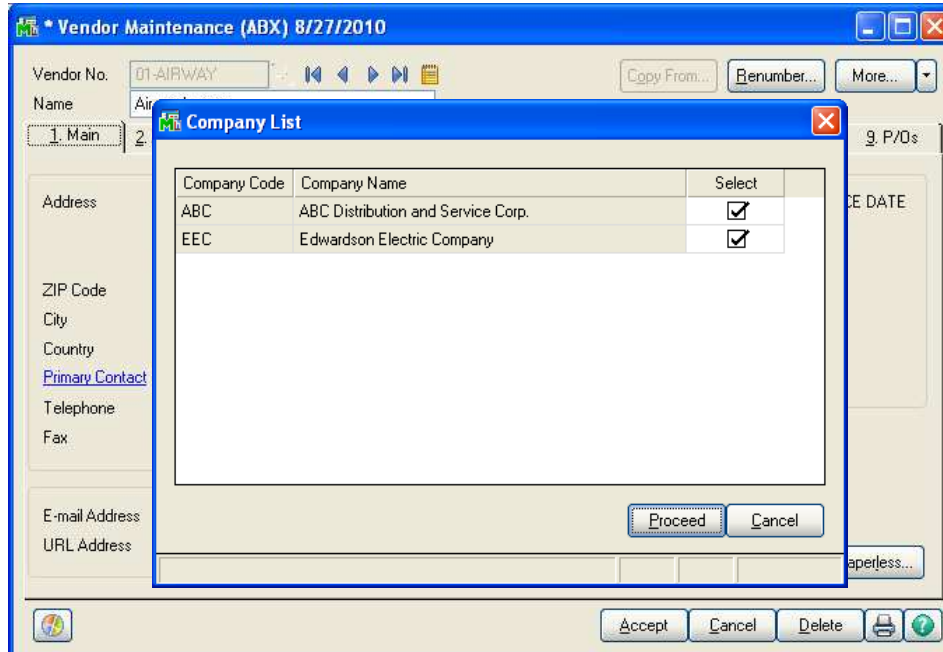 * Vendor Maintenance (ABX) 8/27/2010
Vendor No. 01-AIRWAY Copy From... Renumber... More...
Name
Company List
1. Main 2. 9. P/Os
Company Code Company Name Select
Address CE DATE
ABC ABC Distribution and Service Corp.
EEC Edwardson Electric Company
ZIP Code
City
Country
Primary Contact
Telephone
Fax
E-mail Address Proceed Cancel
URL Address aperless...
Accept Cancel Delete